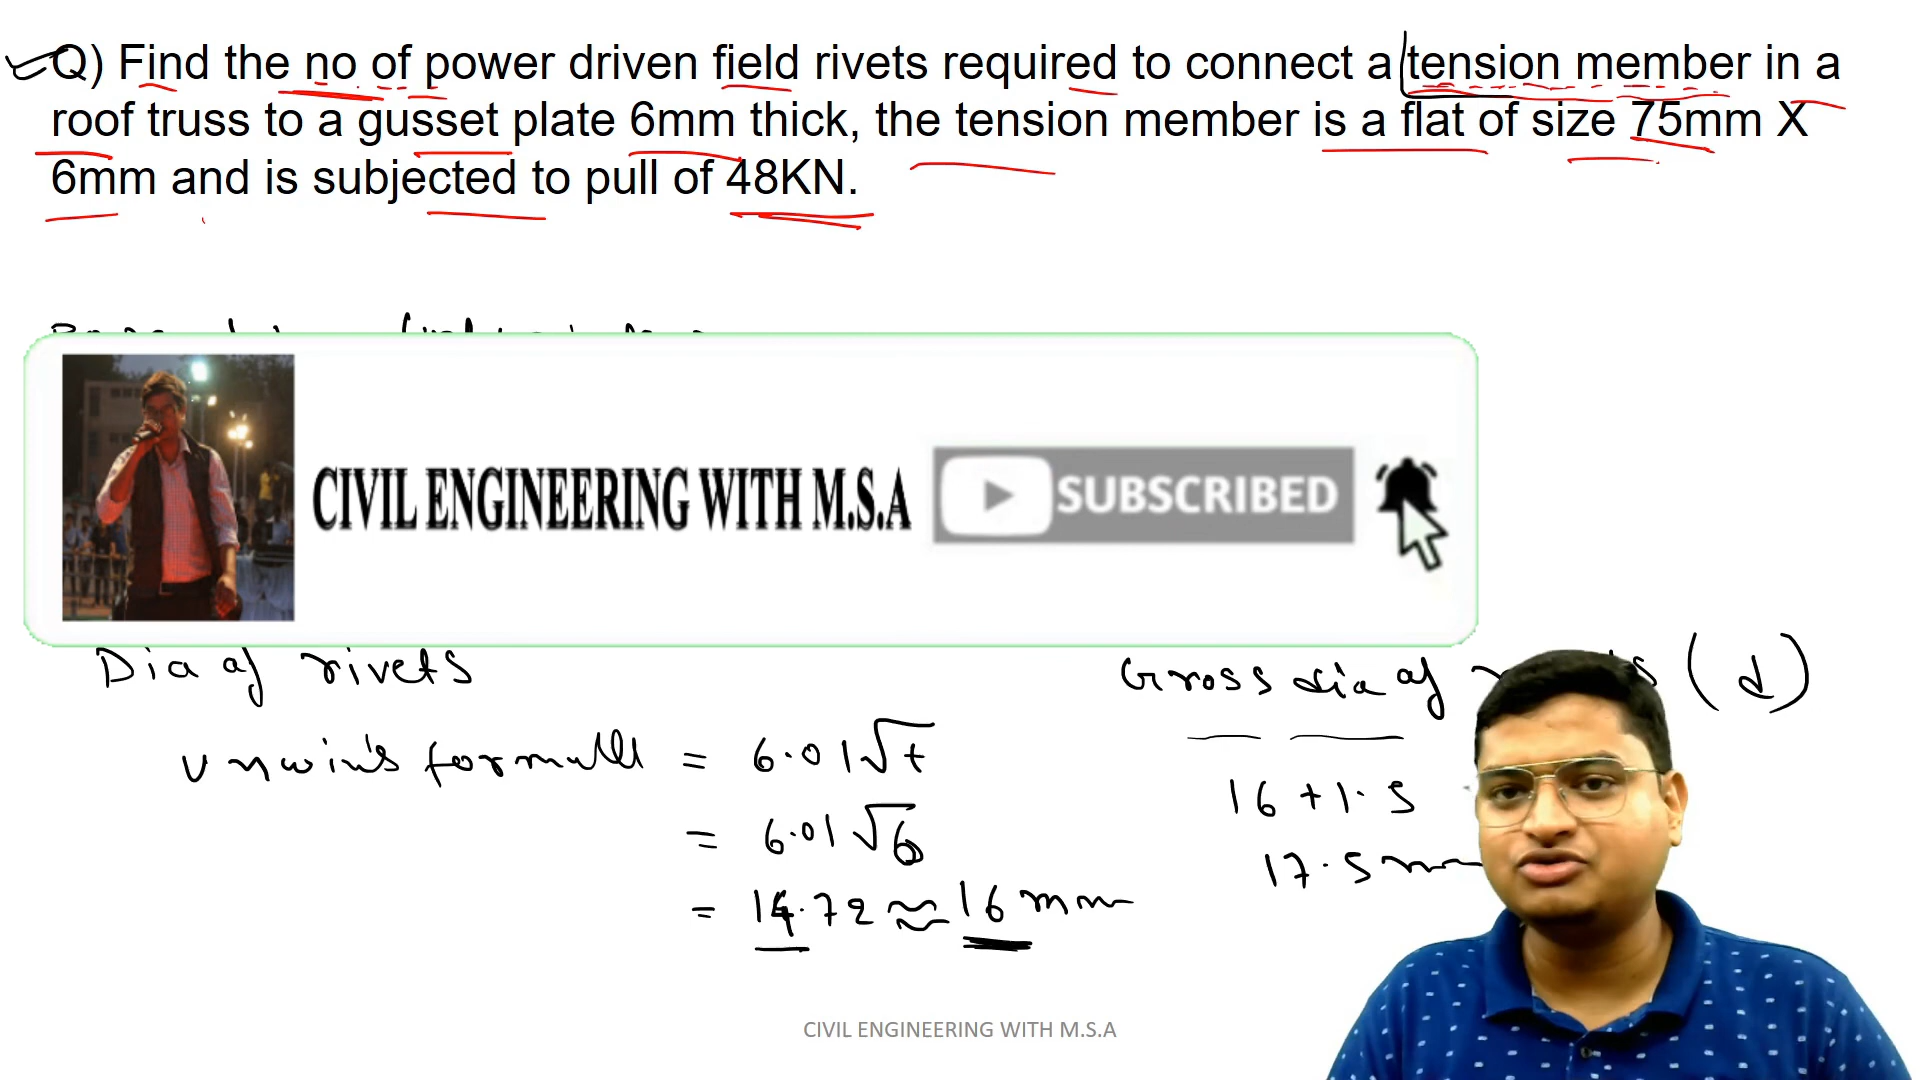 Q) Find the no of power driven field rivets required to connect a tension member in a
roof truss to a gusset plate 6mm thick, the tension member is a flat of size 75mm X
6mm and is subjected to pull of 48KN.
CIVIL ENGINEERING WITH M.S.A SUBSCRIBED
Dia of rivets
Gross dia of (d)
Unwin's formula = 6.01√t
16 + 1.5
= 6.01√6
17.5 mm
= 14.72 ≈ 16 mm
CIVIL ENGINEERING WITH M.S.A